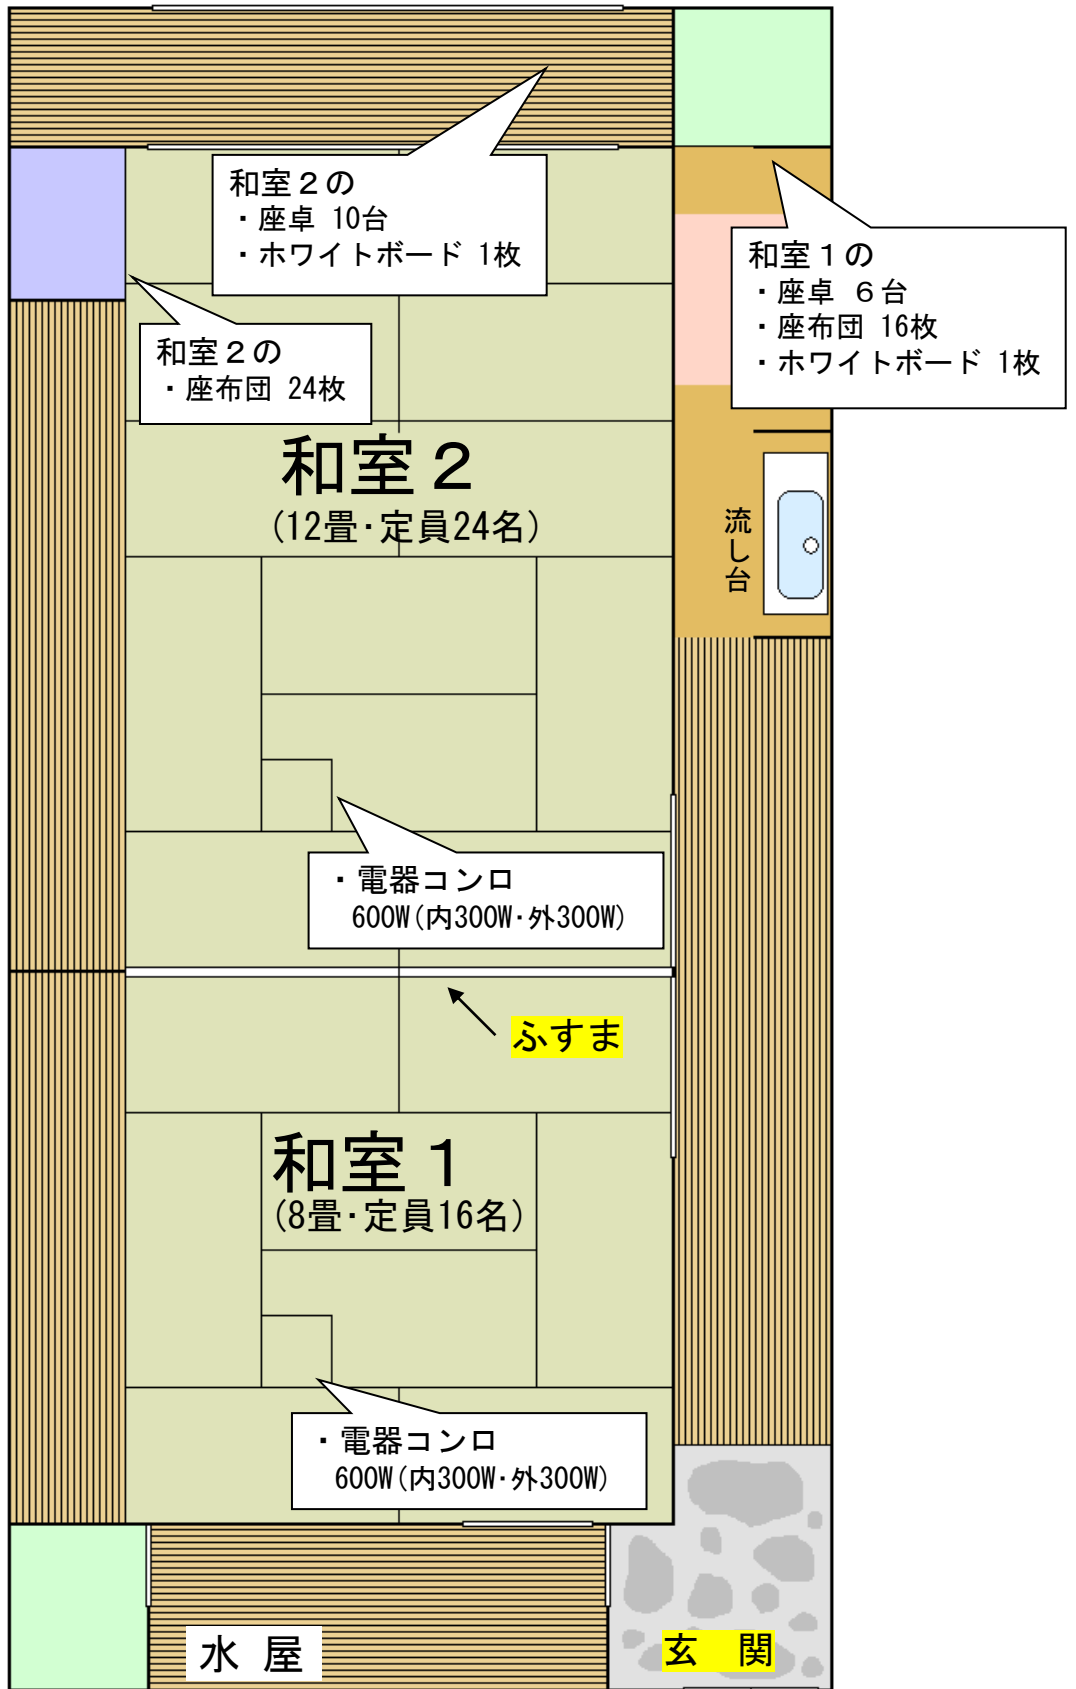 和室２の
・座卓 10台
・ホワイトボード 1枚
和室１の
・座卓 ６台
・座布団 16枚
・ホワイトボード 1枚
和室２の
・座布団 24枚
和室２
(12畳・定員24名)
流し台
・電器コンロ
600W(内300W・外300W)
ふすま
和室１
(8畳・定員16名)
・電器コンロ
600W(内300W・外300W)
水 屋
玄 関